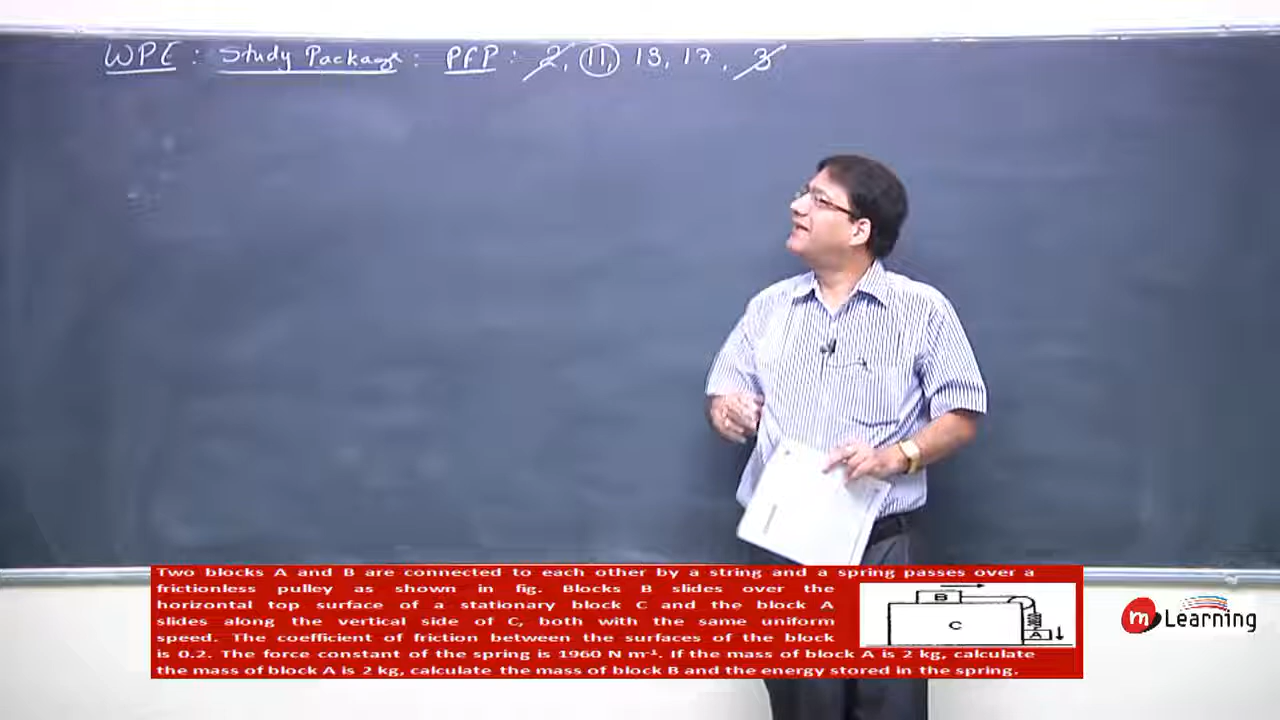 WPE : Study Package : PFP : 2, 11, 13, 17, 3
Two blocks A and B are connected to each other by a string and a spring passes over a
frictionless pulley as shown in fig. Blocks B slides over the
horizontal top surface of a stationary block C and the block A
slides along the vertical side of C, both with the same uniform
speed. The coefficient of friction between the surfaces of the block
is 0.2. The force constant of the spring is 1960 N m⁻¹. If the mass of block A is 2 kg, calculate
the mass of block A is 2 kg, calculate the mass of block B and the energy stored in the spring.
B
C
A
m Learning